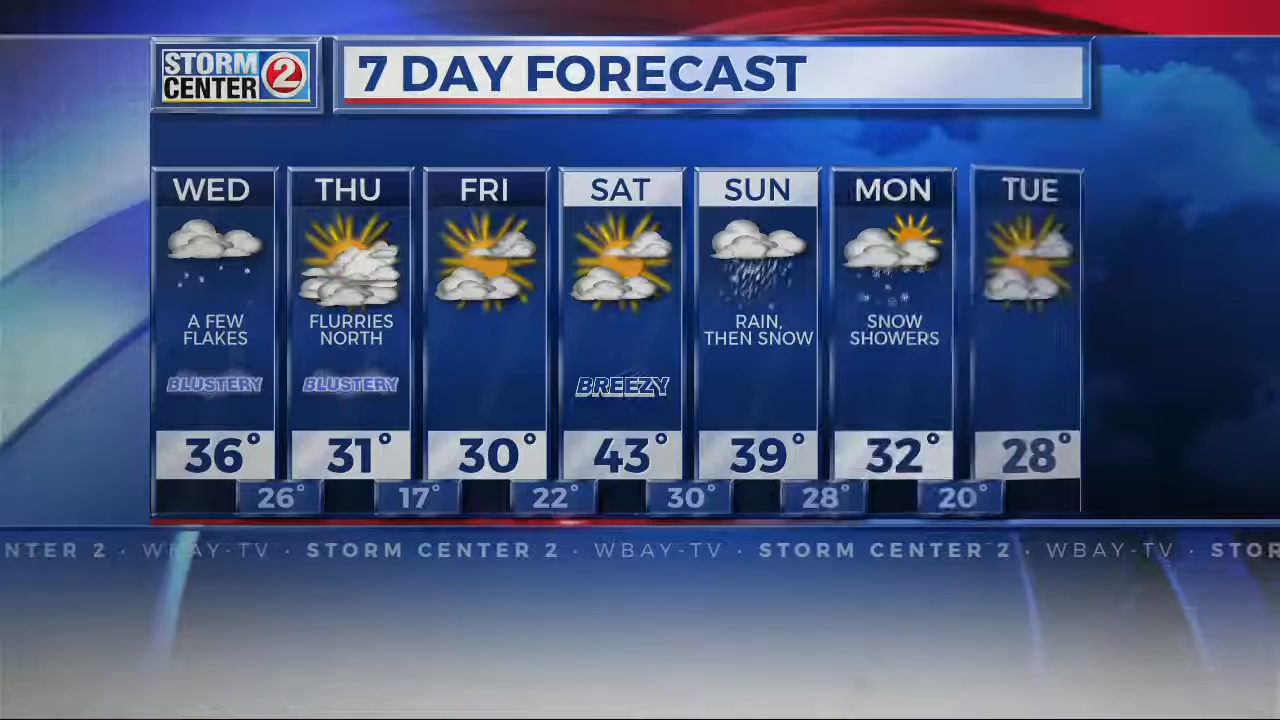 STORM
CENTER 2
7 DAY FORECAST
WED
THU
FRI
SAT
SUN
MON
TUE
A FEW
FLAKES
FLURRIES
NORTH
RAIN,
THEN SNOW
SNOW
SHOWERS
BLUSTERY
BLUSTERY
BREEZY
36°
31°
30°
43°
39°
32°
28°
26°
17°
22°
30°
28°
20°
NTER 2 · WBAY-TV · STORM CENTER 2 · WBAY-TV · STORM CENTER 2 · WBAY-TV · STOR